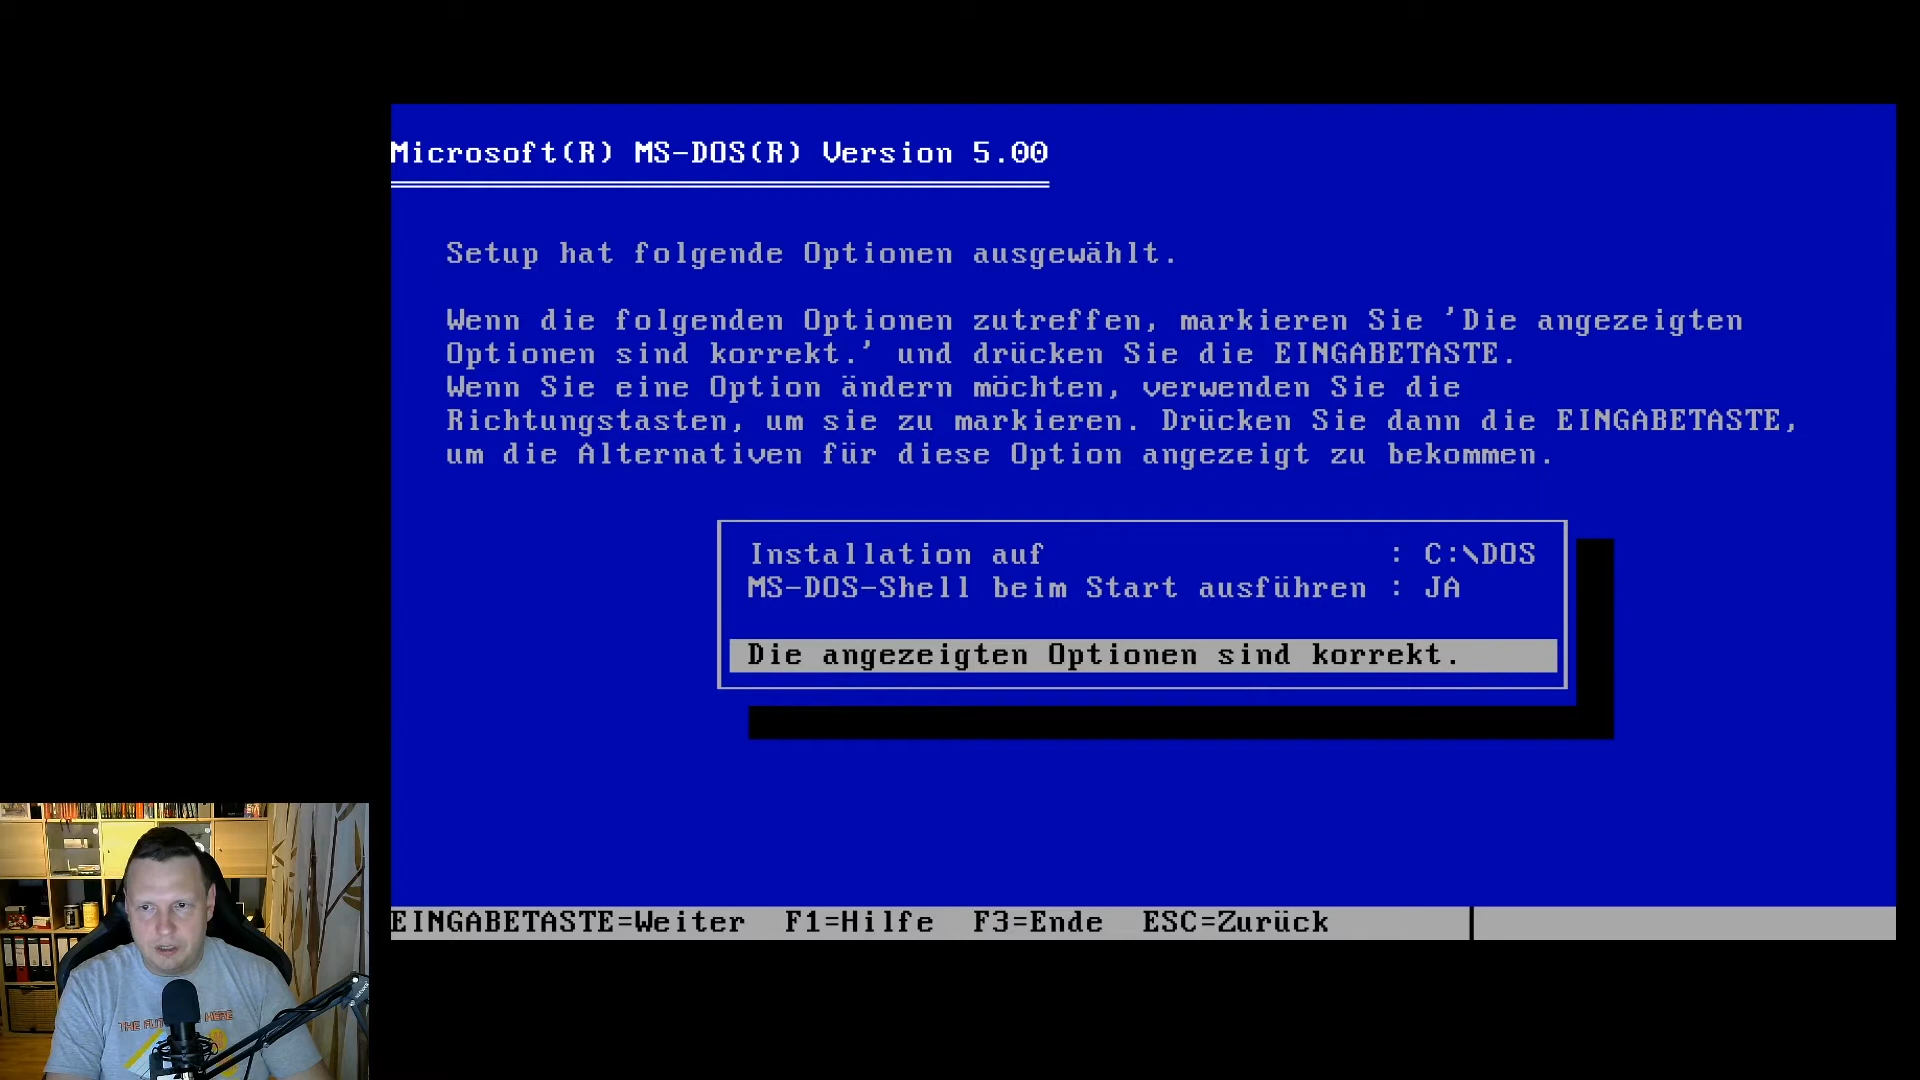 Microsoft(R) MS-DOS(R) Version 5.00
Setup hat folgende Optionen ausgewählt.
Wenn die folgenden Optionen zutreffen, markieren Sie 'Die angezeigten
Optionen sind korrekt.' und drücken Sie die EINGABETASTE.
Wenn Sie eine Option ändern möchten, verwenden Sie die
Richtungstasten, um sie zu markieren. Drücken Sie dann die EINGABETASTE,
um die Alternativen für diese Option angezeigt zu bekommen.
Installation auf : C:\DOS
MS-DOS-Shell beim Start ausführen : JA
Die angezeigten Optionen sind korrekt.
EINGABETASTE=Weiter F1=Hilfe F3=Ende ESC=Zurück
THE HERE